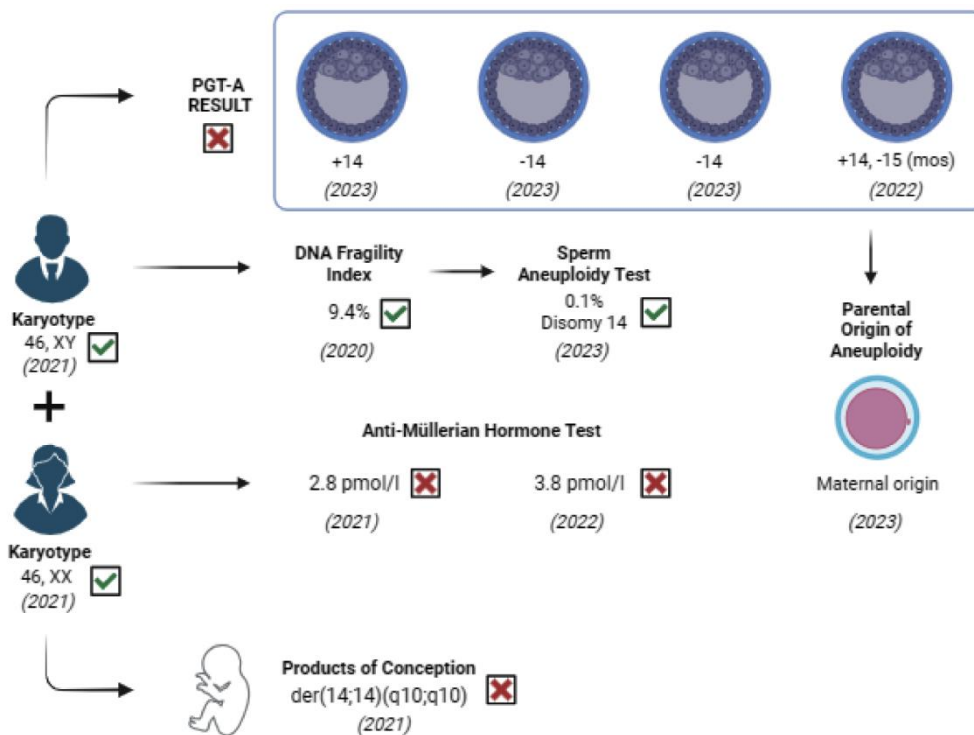 PGT-A
RESULT
+14
(2023)
-14
(2023)
-14
(2023)
+14, -15 (mos)
(2022)
Karyotype
46, XY
(2021)
DNA Fragility
Index
9.4%
(2020)
Sperm
Aneuploidy Test
0.1%
Disomy 14
(2023)
Parental
Origin of
Aneuploidy
Maternal origin
(2023)
+
Anti-Müllerian Hormone Test
2.8 pmol/l
(2021)
3.8 pmol/l
(2022)
Karyotype
46, XX
(2021)
Products of Conception
der(14;14)(q10;q10)
(2021)